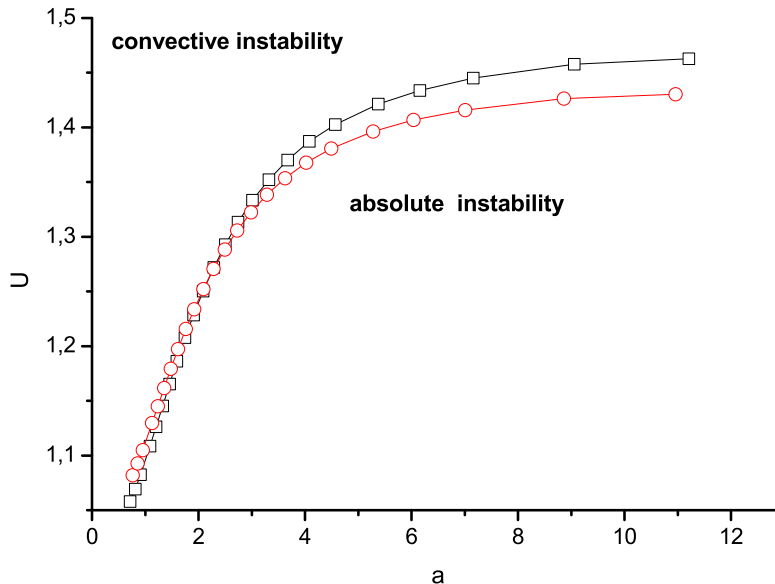 1,5
convective instability
1,4
absolute instability
1,3
U
1,2
1,1
0 2 4 6 8 10 12
a